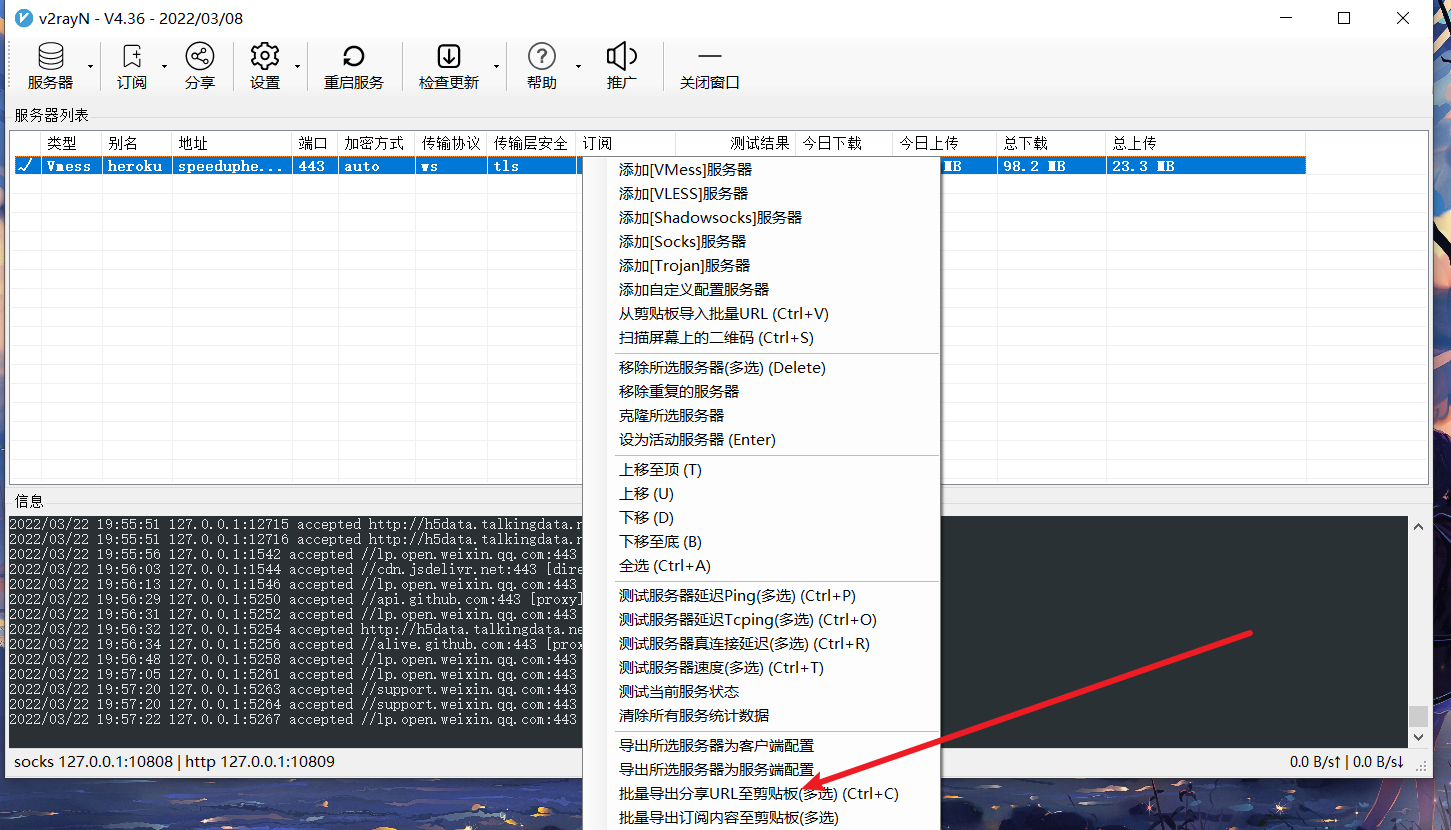 v2rayN - V4.36 - 2022/03/08
服务器 订阅 分享 设置 重启服务 检查更新 帮助 推广 关闭窗口
服务器列表
类型 别名 地址 端口 加密方式 传输协议 传输层安全 订阅 测试结果 今日下载 今日上传 总下载 总上传
Vmess heroku speeduphe... 443 auto ws tls MB 98.2 MB 23.3 MB
添加[VMess]服务器
添加[VLESS]服务器
添加[Shadowsocks]服务器
添加[Socks]服务器
添加[Trojan]服务器
添加自定义配置服务器
从剪贴板导入批量URL (Ctrl+V)
扫描屏幕上的二维码 (Ctrl+S)
移除所选服务器(多选) (Delete)
移除重复的服务器
克隆所选服务器
设为活动服务器 (Enter)
上移至顶 (T)
上移 (U)
下移 (D)
下移至底 (B)
全选 (Ctrl+A)
测试服务器延迟Ping(多选) (Ctrl+P)
测试服务器延迟Tcping(多选) (Ctrl+O)
测试服务器真连接延迟(多选) (Ctrl+R)
测试服务器速度(多选) (Ctrl+T)
测试当前服务状态
清除所有服务统计数据
导出所选服务器为客户端配置
导出所选服务器为服务端配置
批量导出分享URL至剪贴板(多选) (Ctrl+C)
批量导出订阅内容至剪贴板(多选)
信息
2022/03/22 19:55:51 127.0.0.1:12715 accepted http://h5data.talkingdata.n
2022/03/22 19:55:51 127.0.0.1:12716 accepted http://h5data.talkingdata.n
2022/03/22 19:55:56 127.0.0.1:1542 accepted //lp.open.weixin.qq.com:443
2022/03/22 19:56:03 127.0.0.1:1544 accepted //cdn.jsdelivr.net:443 [dire
2022/03/22 19:56:13 127.0.0.1:1546 accepted //lp.open.weixin.qq.com:443
2022/03/22 19:56:29 127.0.0.1:5250 accepted //api.github.com:443 [proxy]
2022/03/22 19:56:31 127.0.0.1:5252 accepted //lp.open.weixin.qq.com:443
2022/03/22 19:56:32 127.0.0.1:5254 accepted http://h5data.talkingdata.ne
2022/03/22 19:56:34 127.0.0.1:5256 accepted //alive.github.com:443 [prox
2022/03/22 19:56:48 127.0.0.1:5258 accepted //lp.open.weixin.qq.com:443
2022/03/22 19:57:05 127.0.0.1:5261 accepted //lp.open.weixin.qq.com:443
2022/03/22 19:57:20 127.0.0.1:5263 accepted //support.weixin.qq.com:443
2022/03/22 19:57:20 127.0.0.1:5264 accepted //support.weixin.qq.com:443
2022/03/22 19:57:22 127.0.0.1:5267 accepted //lp.open.weixin.qq.com:443
socks 127.0.0.1:10808 | http 127.0.0.1:10809
0.0 B/s↑ | 0.0 B/s↓